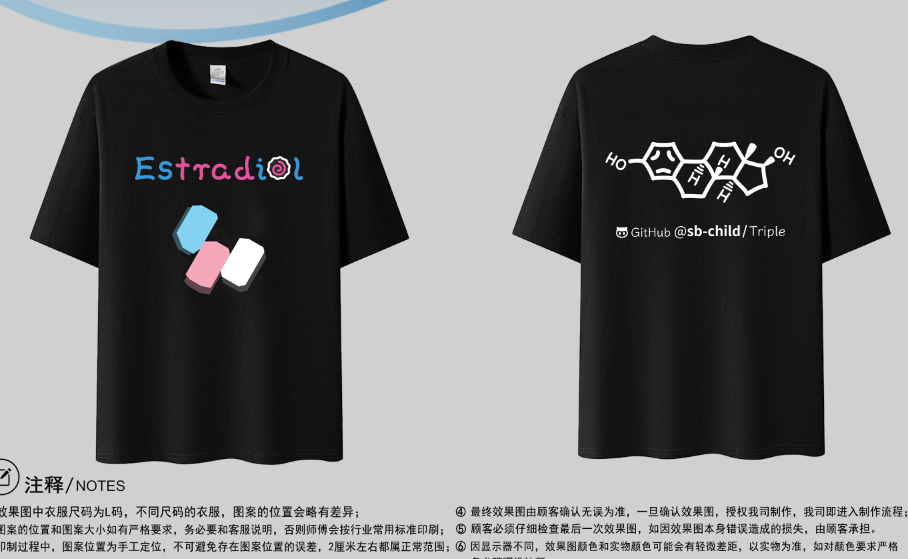 Estradiol
HO
OH
H
H
H
GitHub @sb-child/Triple
注释/NOTES
效果图中衣服尺码为L码，不同尺码的衣服，图案的位置会略有差异；
图案的位置和图案大小如有严格要求，务必要和客服说明，否则师傅会按行业常用标准印刷；
印制过程中，图案位置为手工定位，不可避免存在图案位置的误差，2厘米左右都属正常范围；
④ 最终效果图由顾客确认无误为准，一旦确认效果图，授权我司制作，我司即进入制作流程；
⑤ 顾客必须仔细检查最后一次效果图，如因效果图本身错误造成的损失，由顾客承担。
⑥ 因显示器不同，效果图颜色和实物颜色可能会有轻微差距，以实物为准，如对颜色要求严格